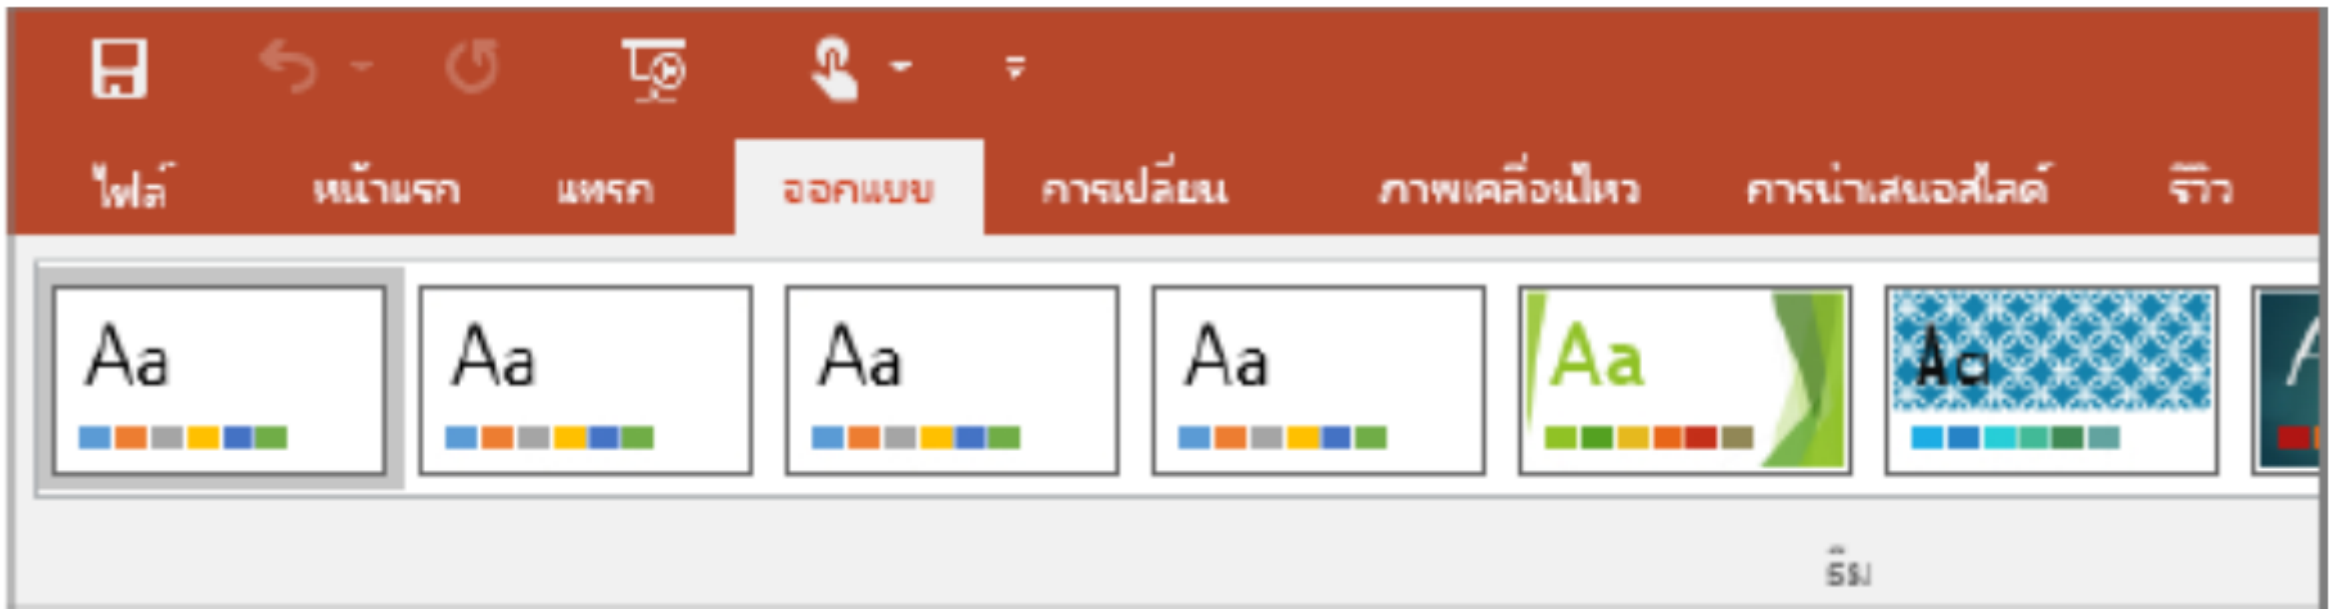 ไฟล์ หน้าแรก แทรก ออกแบบ การเปลี่ยน ภาพเคลื่อนไหว การนำเสนอสไลด์ รีวิว
Aa Aa Aa Aa Aa Aa A
ธีม